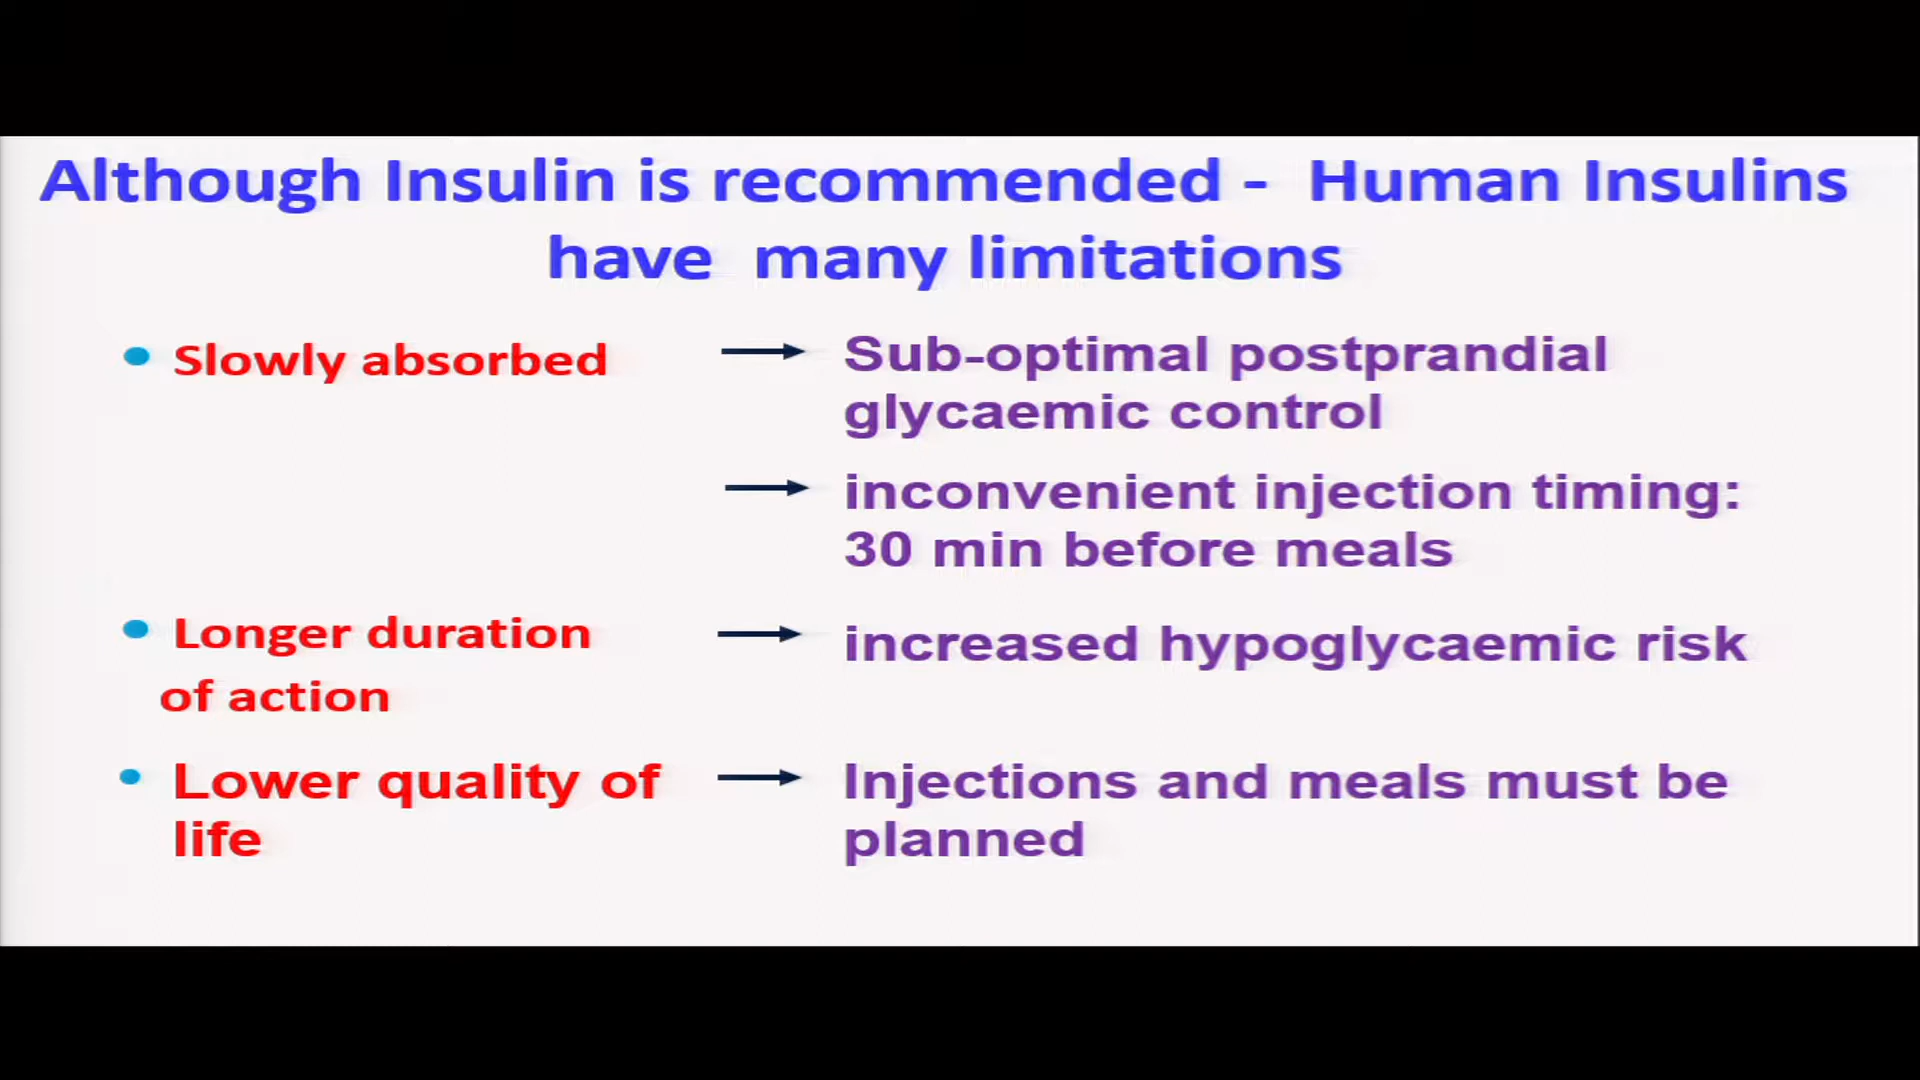 Although Insulin is recommended - Human Insulins
have many limitations
• Slowly absorbed → Sub-optimal postprandial
glycaemic control
→ inconvenient injection timing:
30 min before meals
• Longer duration → increased hypoglycaemic risk
of action
• Lower quality of → Injections and meals must be
life planned